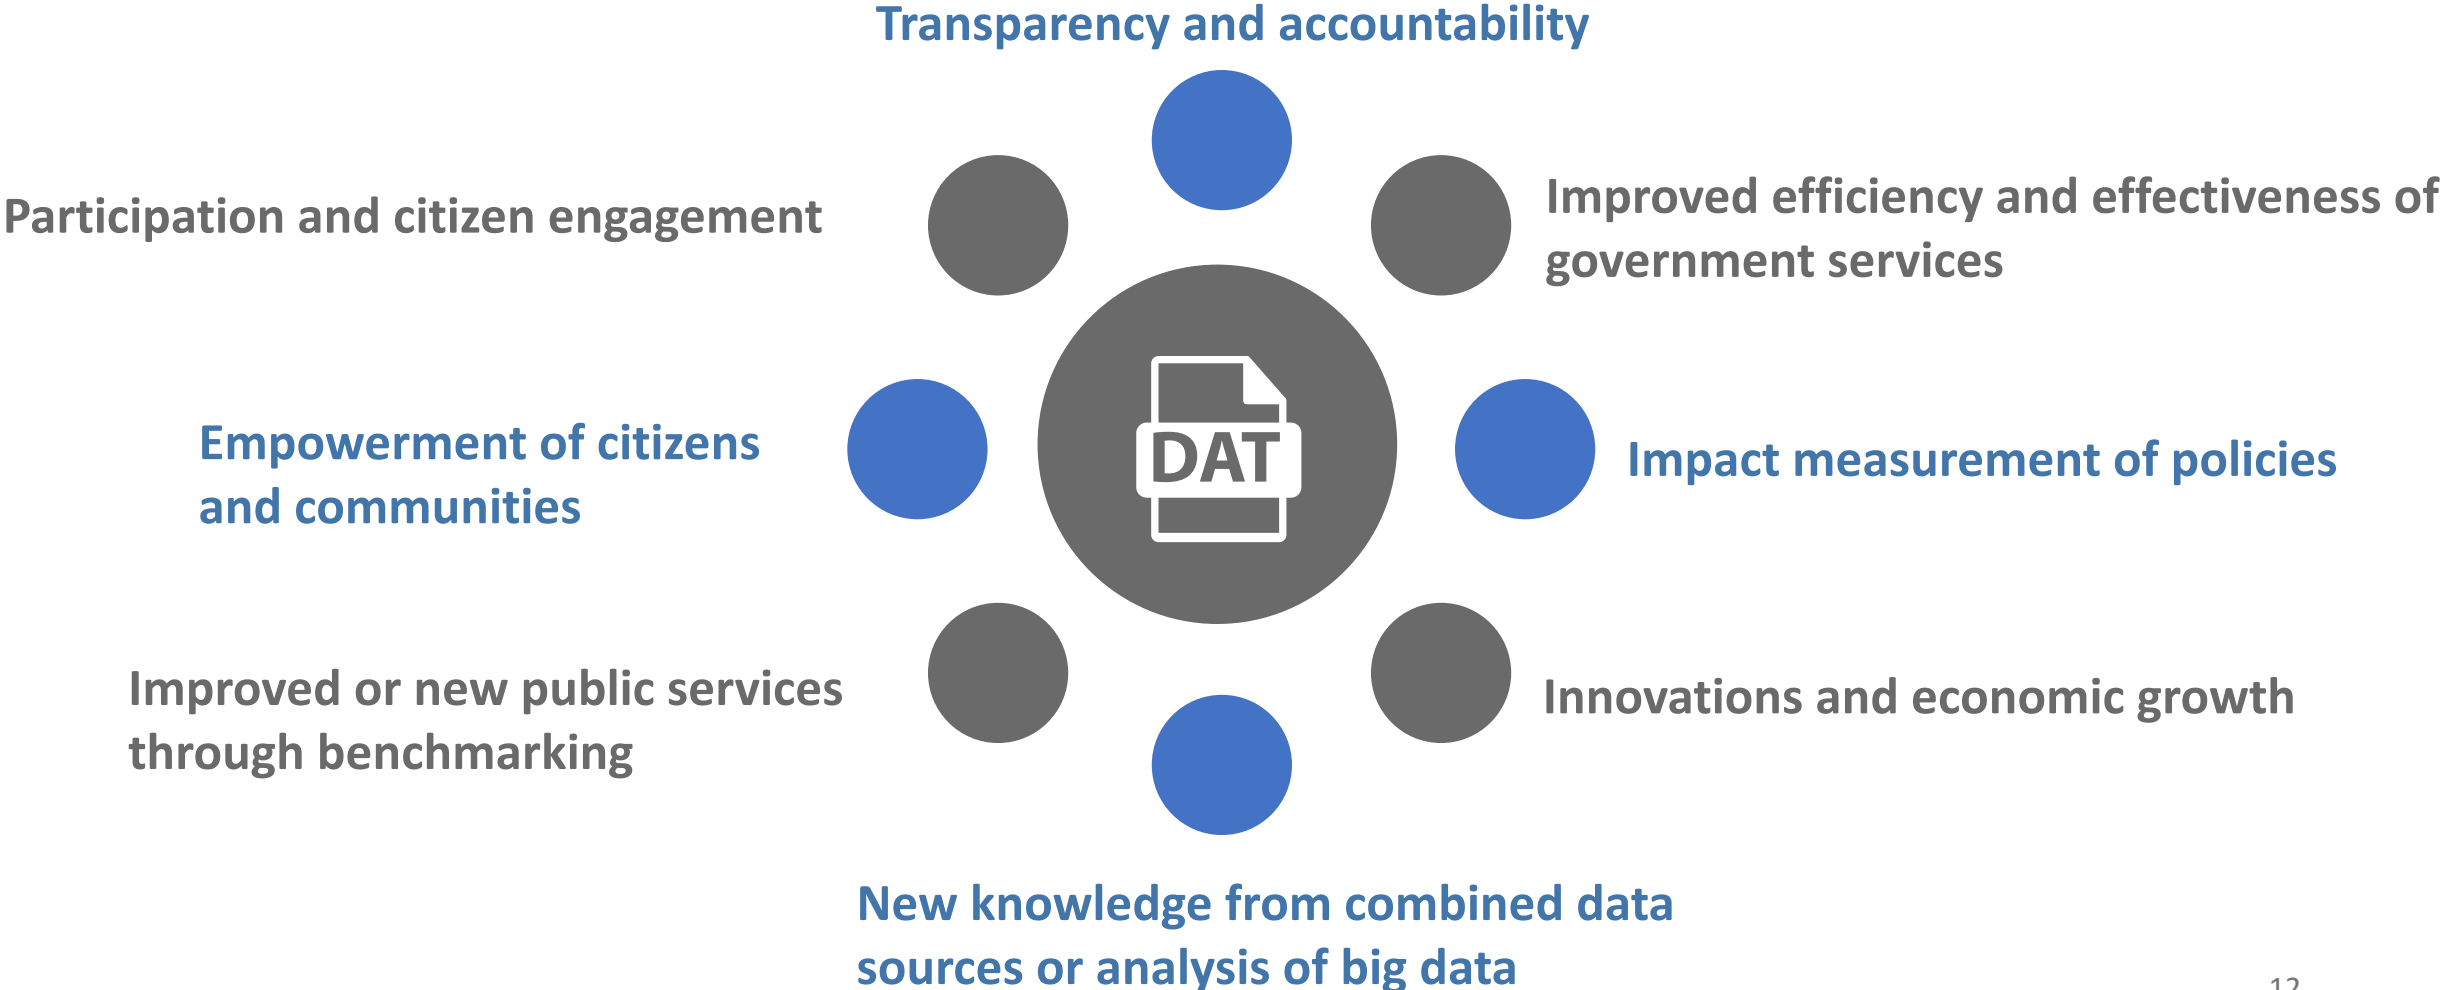 Transparency and accountability
Participation and citizen engagement
Improved efficiency and effectiveness of
government services
DAT
Empowerment of citizens
and communities
Impact measurement of policies
Improved or new public services
through benchmarking
Innovations and economic growth
New knowledge from combined data
sources or analysis of big data
12